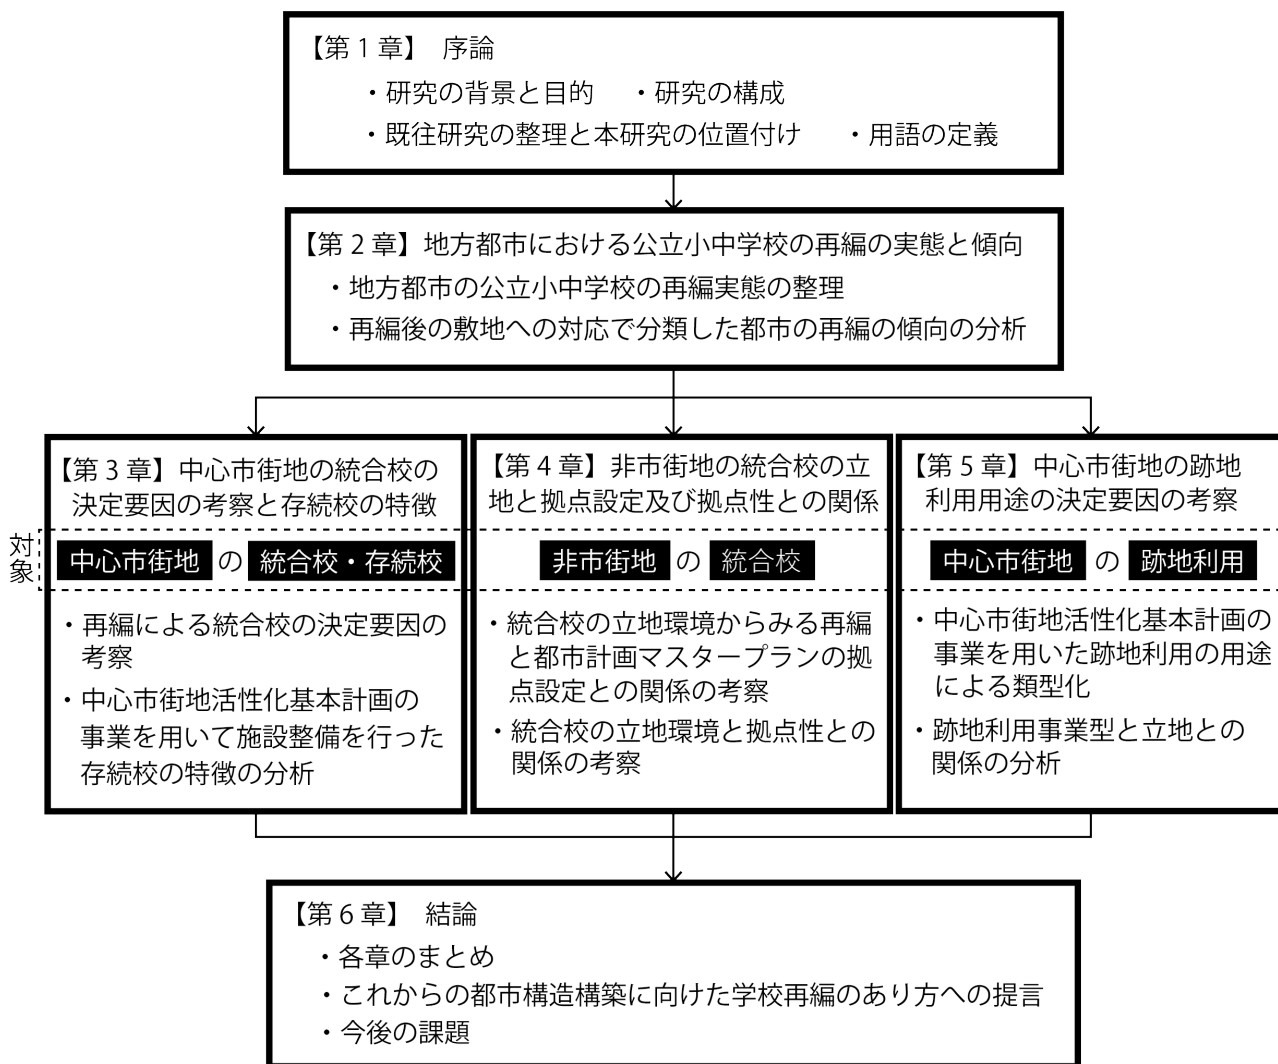 【第1章】 序論
・研究の背景と目的 ・研究の構成
・既往研究の整理と本研究の位置付け ・用語の定義
【第2章】地方都市における公立小中学校の再編の実態と傾向
・地方都市の公立小中学校の再編実態の整理
・再編後の敷地への対応で分類した都市の再編の傾向の分析
【第3章】中心市街地の統合校の
決定要因の考察と存続校の特徴
対象
中心市街地 の 統合校・存続校
・再編による統合校の決定要因の
考察
・中心市街地活性化基本計画の
事業を用いて施設整備を行った
存続校の特徴の分析
【第4章】非市街地の統合校の立
地と拠点設定及び拠点性との関係
非市街地 の 統合校
・統合校の立地環境からみる再編
と都市計画マスタープランの拠
点設定との関係の考察
・統合校の立地環境と拠点性との
関係の考察
【第5章】中心市街地の跡地
利用用途の決定要因の考察
中心市街地 の 跡地利用
・中心市街地活性化基本計画の
事業を用いた跡地利用の用途
による類型化
・跡地利用事業型と立地との
関係の分析
【第6章】 結論
・各章のまとめ
・これからの都市構造構築に向けた学校再編のあり方への提言
・今後の課題